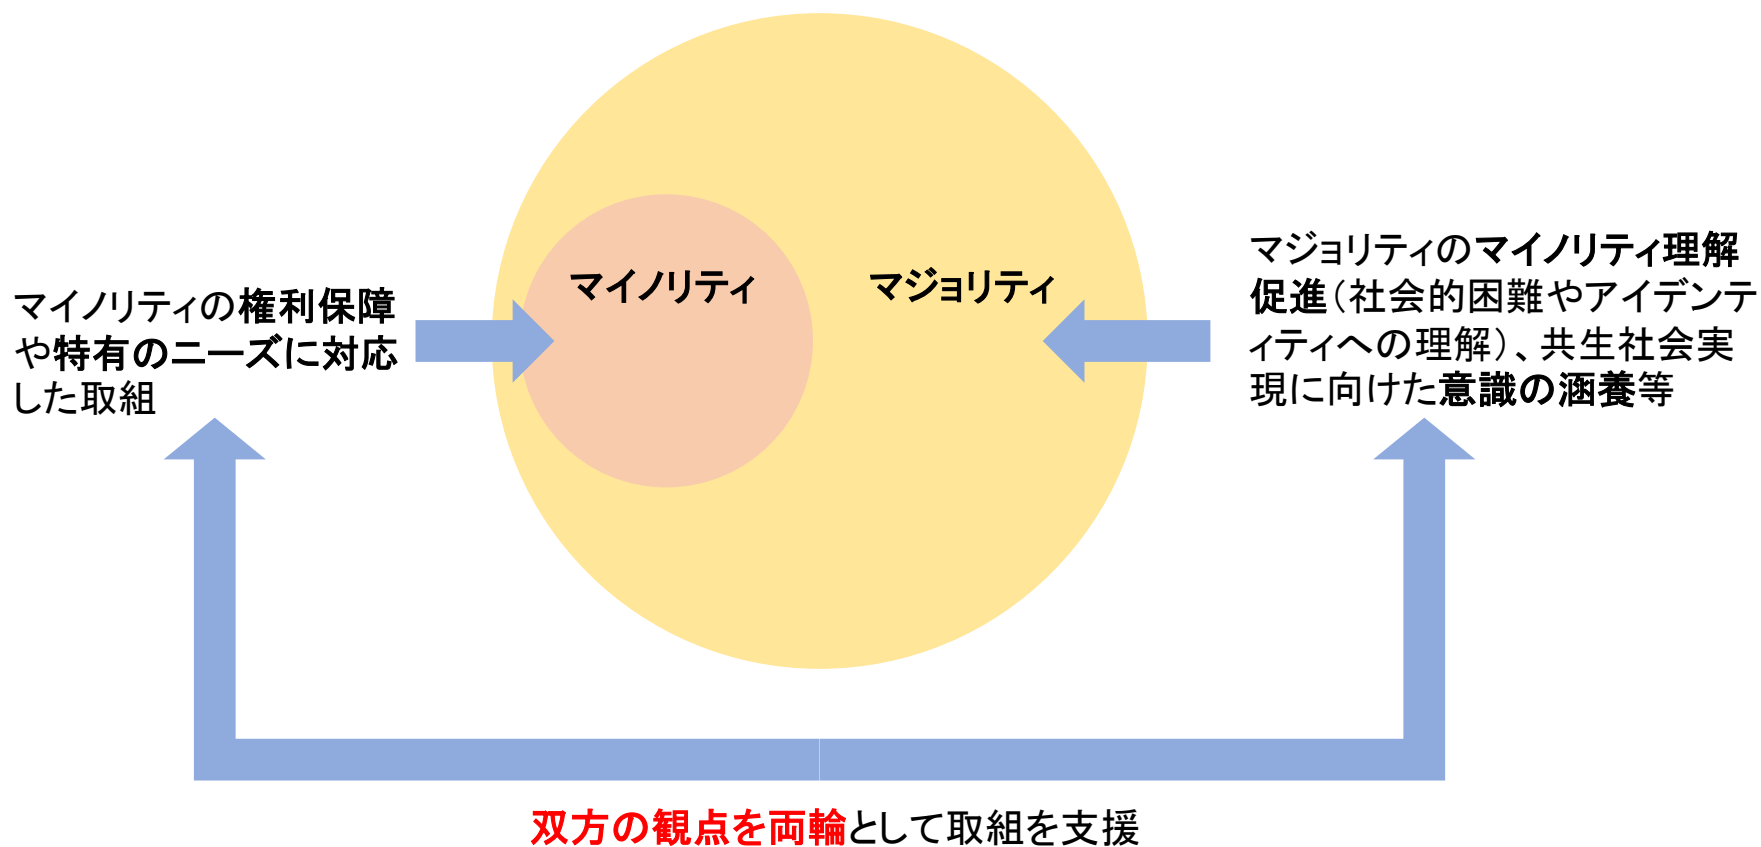 マイノリティ
マジョリティ
マイノリティの権利保障
や特有のニーズに対応
した取組
マジョリティのマイノリティ理解
促進（社会的困難やアイデンテ
ィティへの理解）、共生社会実
現に向けた意識の涵養等
双方の観点を両輪として取組を支援